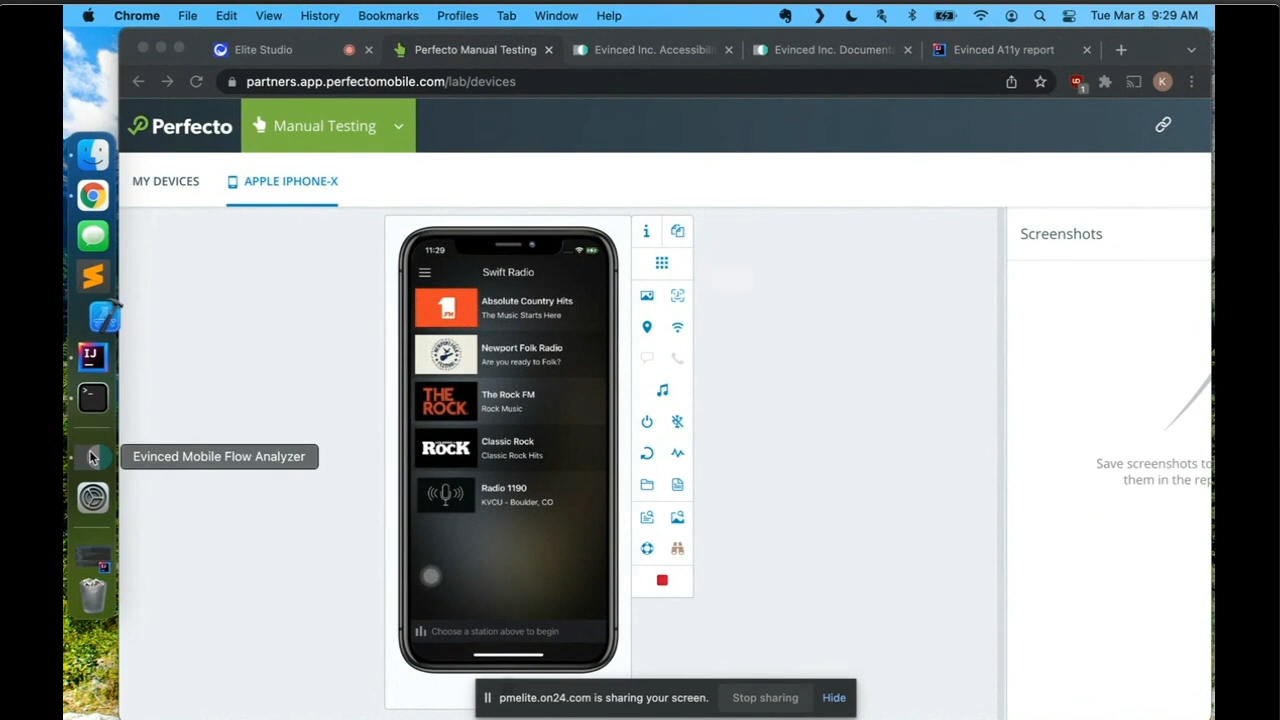 Chrome File Edit View History Bookmarks Profiles Tab Window Help Tue Mar 8 9:29 AM
Elite Studio Perfecto Manual Testing Evinced Inc. Accessibili Evinced Inc. Document Evinced A11y report
partners.app.perfectomobile.com/lab/devices K
Perfecto Manual Testing
MY DEVICES APPLE IPHONE-X
Screenshots
11:29
Swift Radio
Absolute Country Hits
The Music Starts Here
Newport Folk Radio
Are you ready to Folk?
THE ROCK
The Rock FM
Rock Music
ROCK
Classic Rock
Classic Rock Hits
Radio 1190
KVCU - Boulder, CO
Choose a station above to begin
IJ
Evinced Mobile Flow Analyzer
Save screenshots to
them in the rep
pmelite.on24.com is sharing your screen. Stop sharing Hide